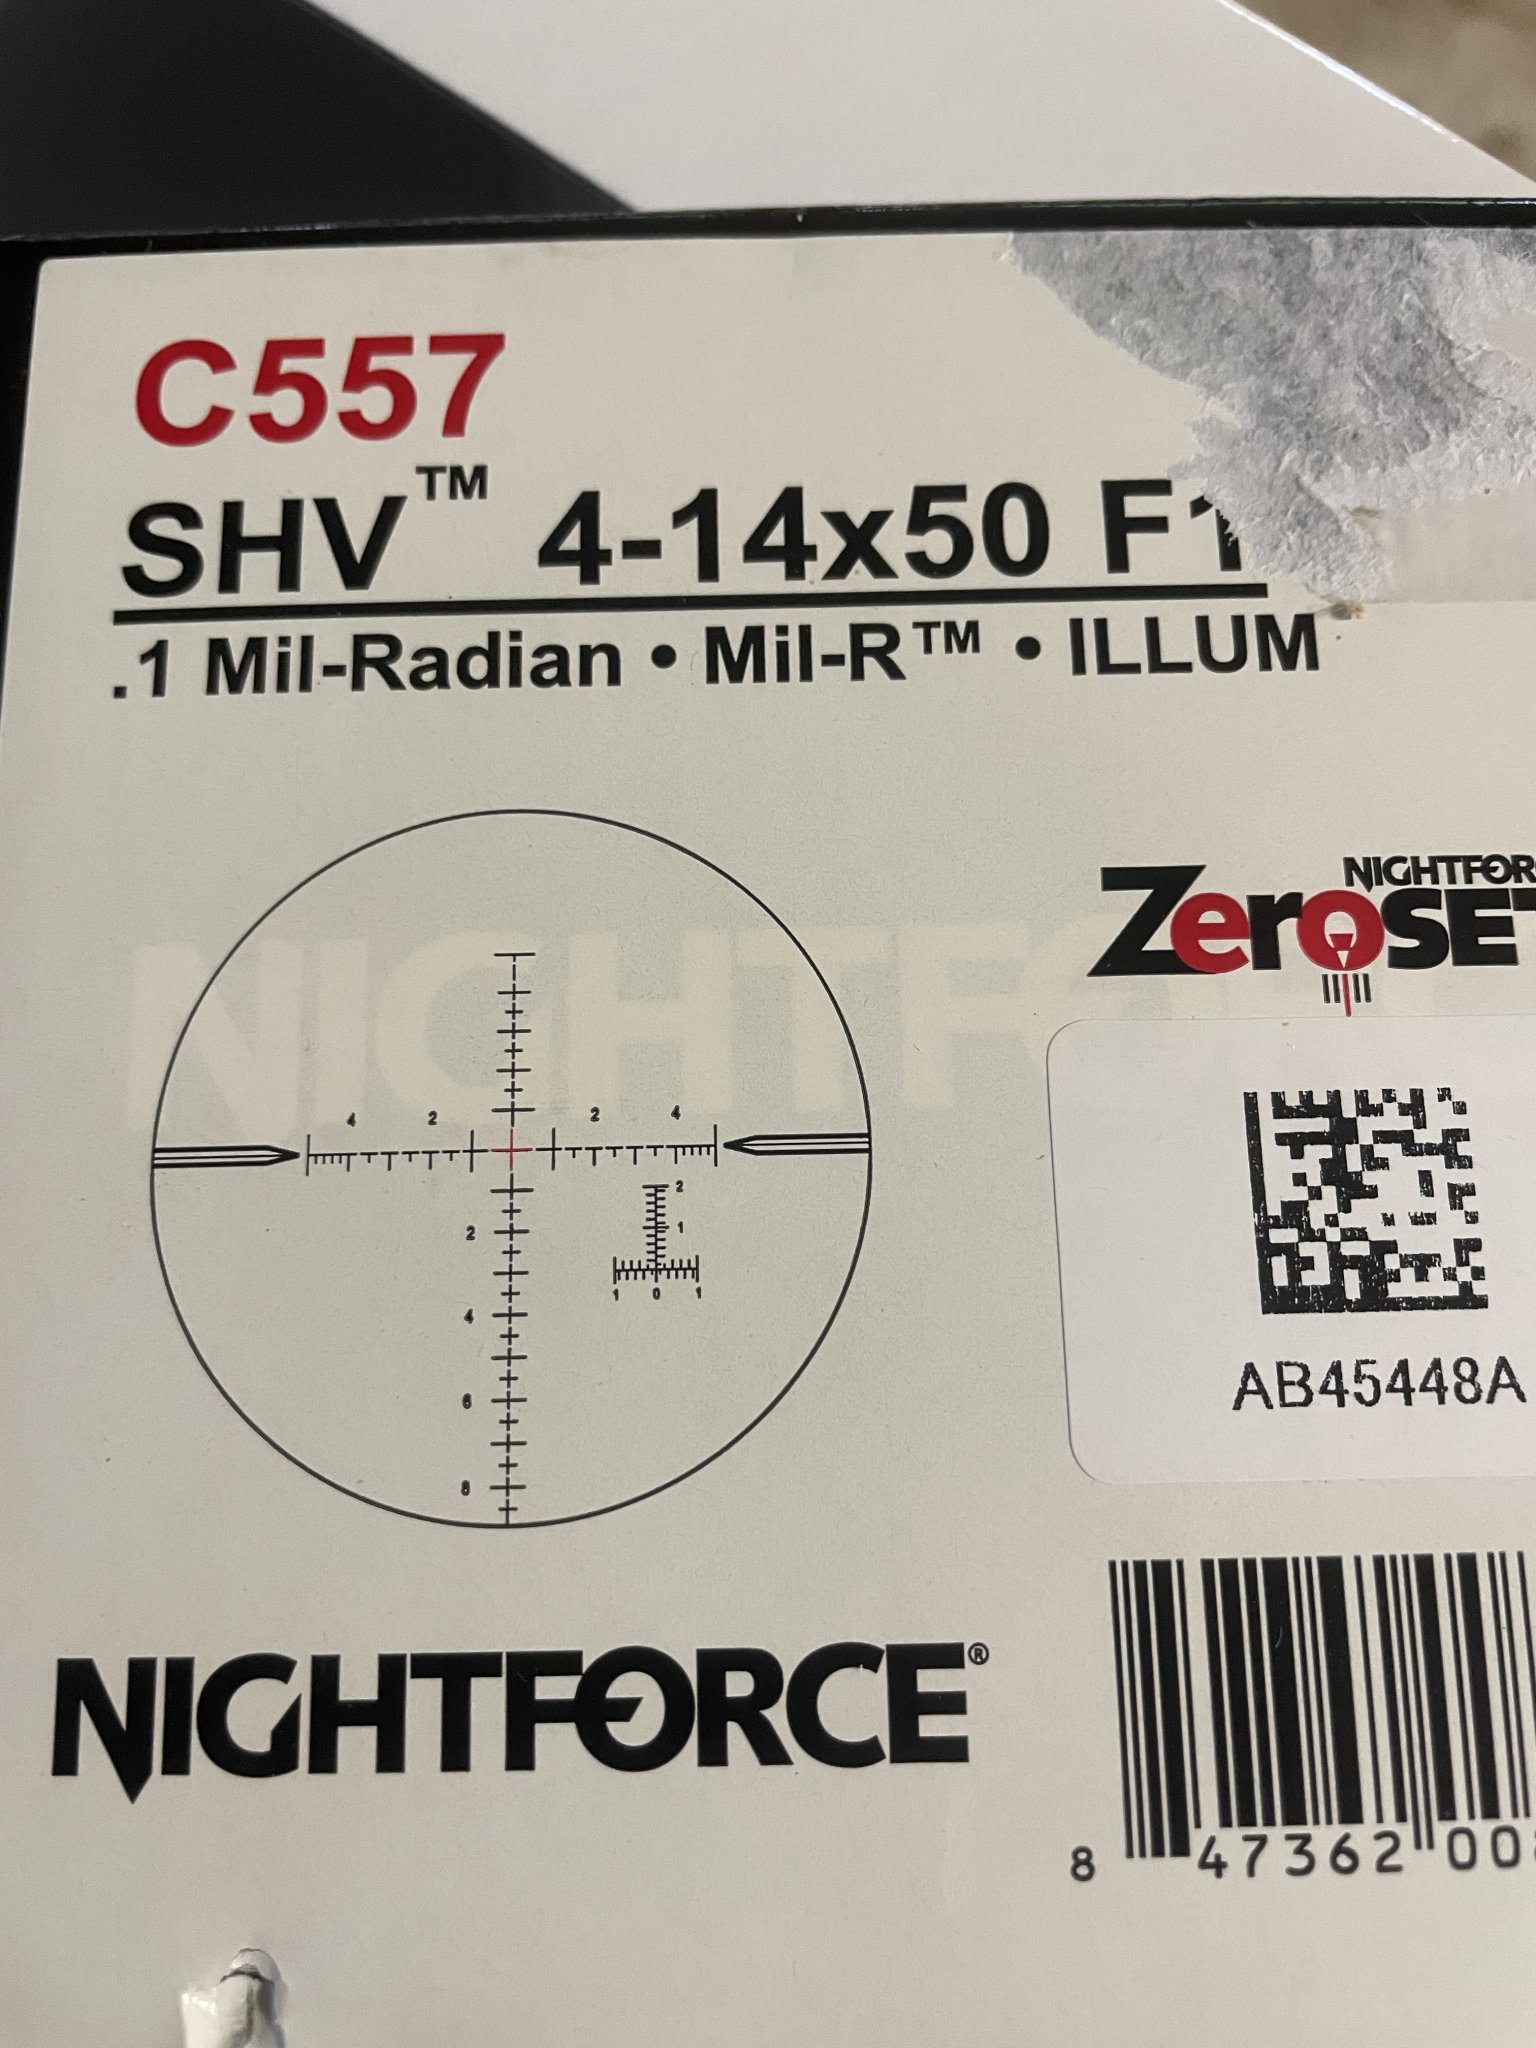 C557
SHV™ 4-14x50 F1
.1 Mil-Radian • Mil-R™ • ILLUM
NIGHTFOR
ZeroSET
4 2 2 4
2
4
6
8
2
1
1 0 1
AB45448A
NIGHTFORCE®
8 47362 00